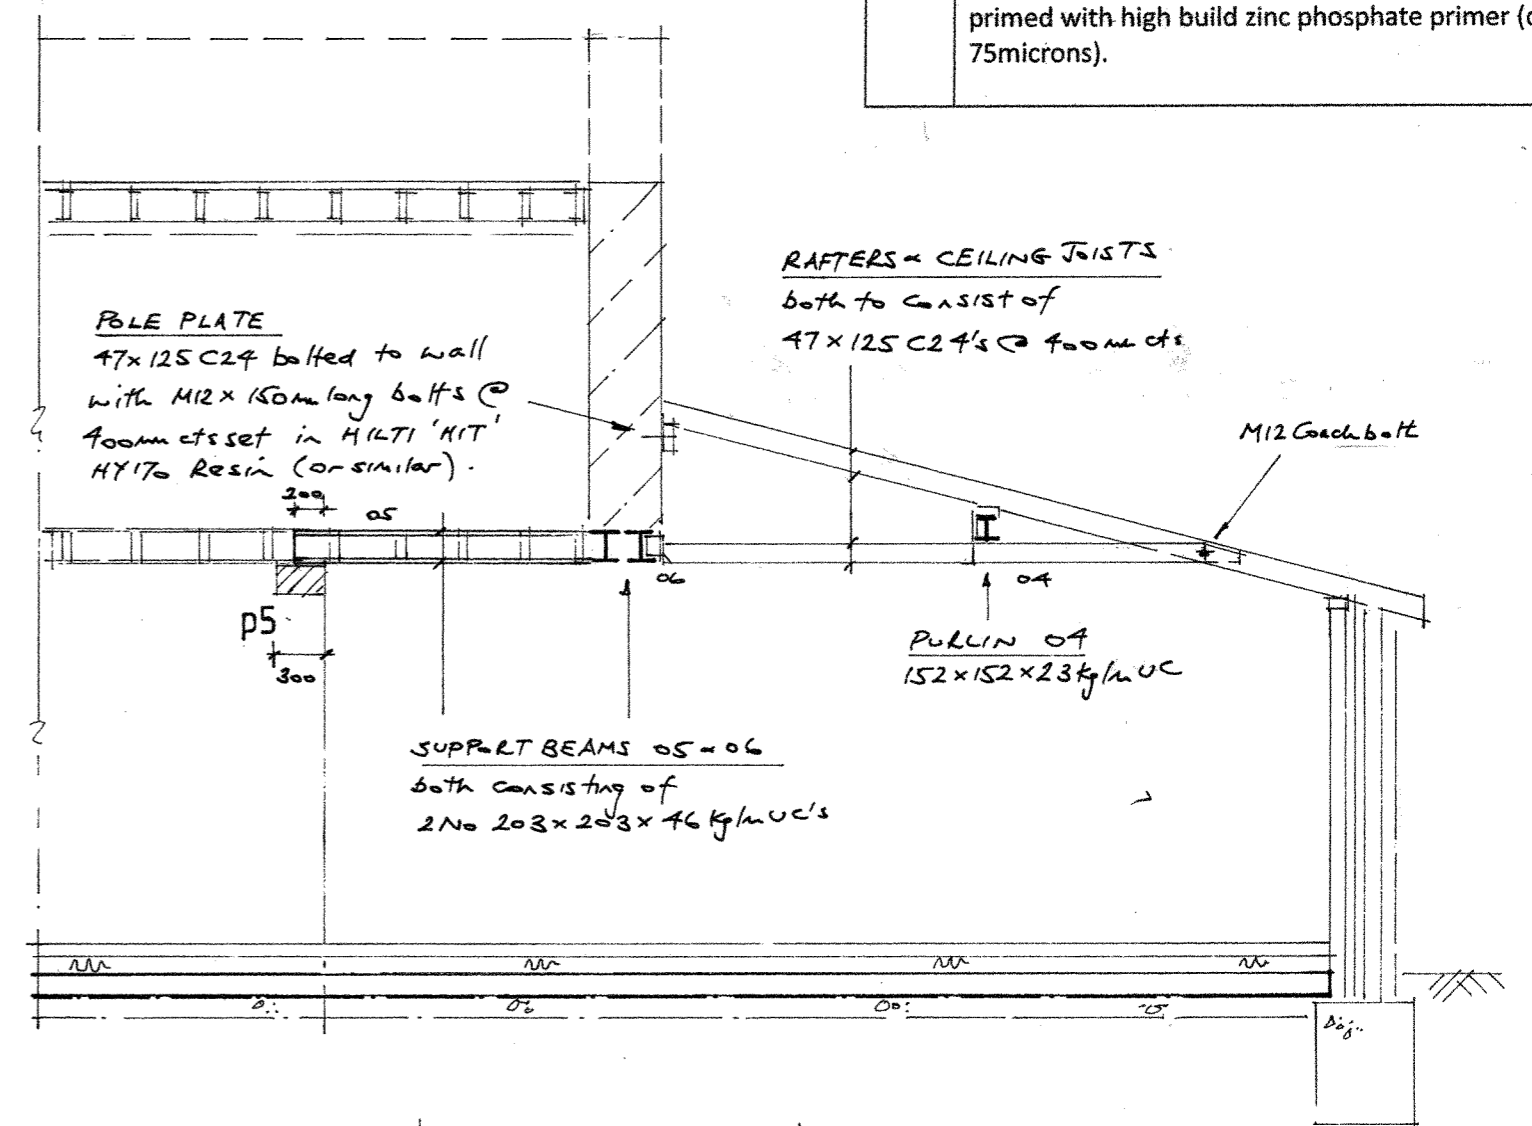 primed with high build zinc phosphate primer (
75microns).
RAFTERS & CEILING JOISTS
both to consist of
47 x 125 C24's @ 400mm cts
POLE PLATE
47 x 125 C24 bolted to wall
with M12 x 150mm long bolts @
400mm cts set in HILTI 'HIT'
HY170 Resin (or similar).
M12 Coach bolt
200
05
06
04
p5
300
PURLIN 04
152 x 152 x 23 Kg/m UC
SUPPORT BEAMS 05 & 06
both consisting of
2No 203 x 203 x 46 Kg/m UC's